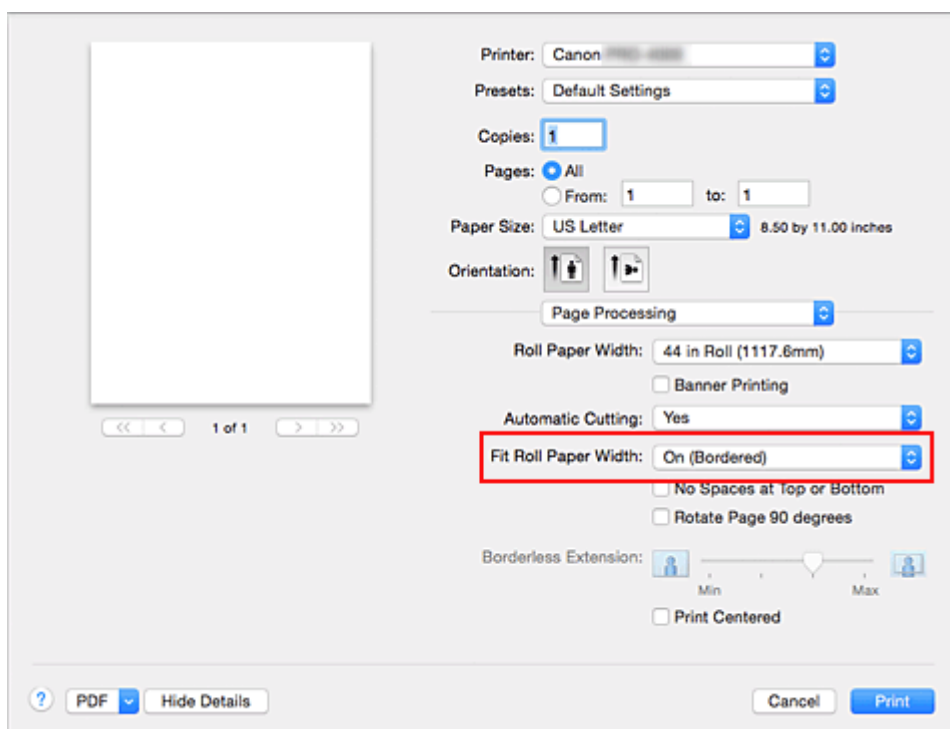 Printer: Canon
Presets: Default Settings
Copies: 1
Pages: All
From: 1 to: 1
Paper Size: US Letter 8.50 by 11.00 inches
Orientation:
Page Processing
Roll Paper Width: 44 in Roll (1117.6mm)
Banner Printing
<< < 1 of 1 > >>
Automatic Cutting: Yes
Fit Roll Paper Width: On (Bordered)
No Spaces at Top or Bottom
Rotate Page 90 degrees
Borderless Extension:
Min Max
Print Centered
? PDF Hide Details Cancel Print